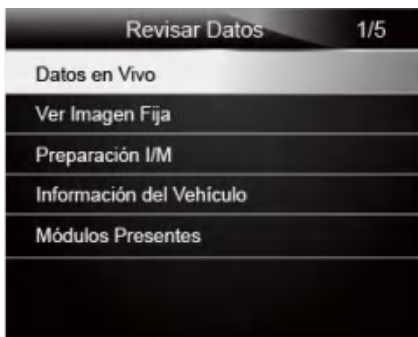 Revisar Datos 1/5
Datos en Vivo
Ver Imagen Fija
Preparación I/M
Información del Vehículo
Módulos Presentes